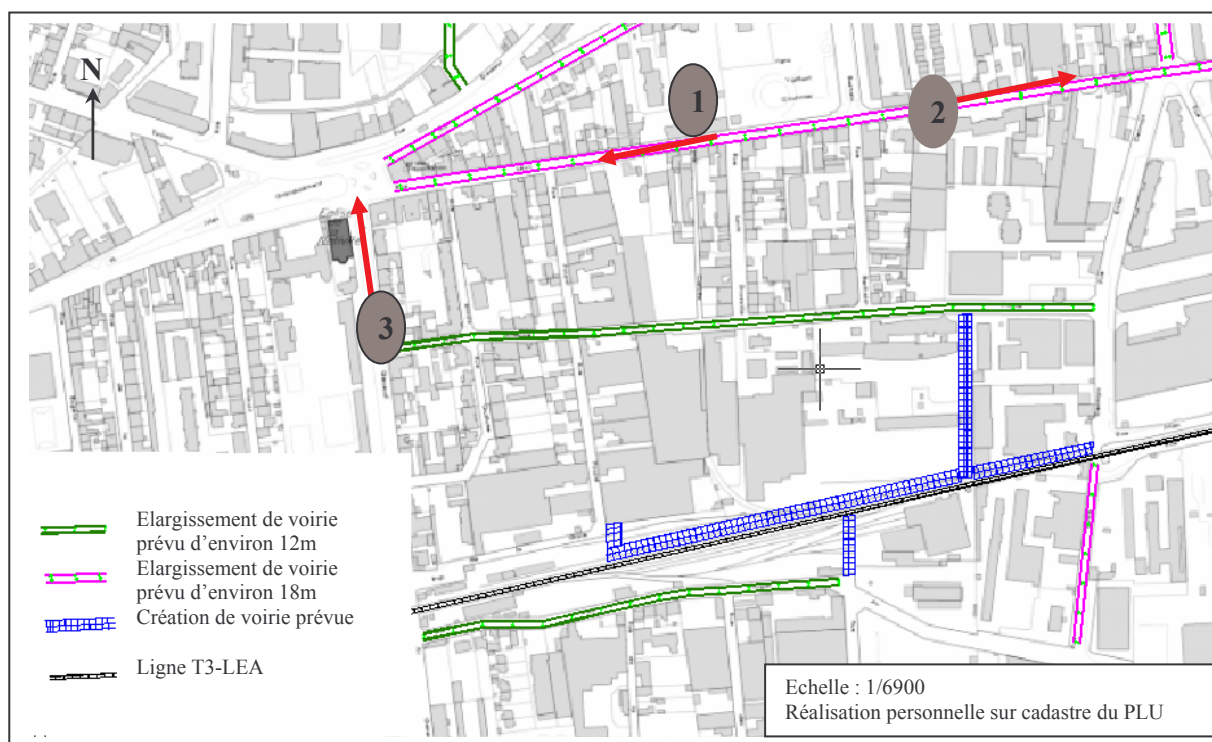 N
1
2
3
Elargissement de voirie
prévu d'environ 12m
Elargissement de voirie
prévu d'environ 18m
Création de voirie prévue
Ligne T3-LEA
Echelle : 1/6900
Réalisation personnelle sur cadastre du PLU